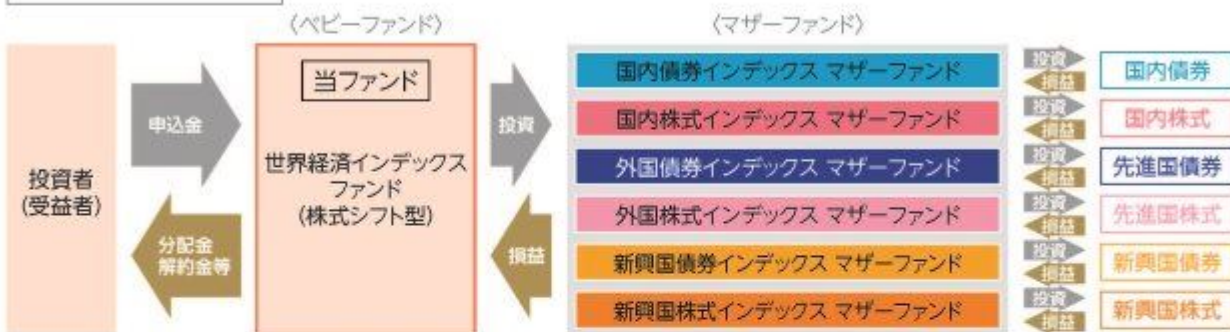 〈ベビーファンド〉
〈マザーファンド〉
投資者
(受益者)
申込金
分配金
解約金等
当ファンド
世界経済インデックス
ファンド
(株式シフト型)
投資
損益
国内債券インデックス マザーファンド
投資
損益
国内債券
国内株式インデックス マザーファンド
投資
損益
国内株式
外国債券インデックス マザーファンド
投資
損益
先進国債券
外国株式インデックス マザーファンド
投資
損益
先進国株式
新興国債券インデックス マザーファンド
投資
損益
新興国債券
新興国株式インデックス マザーファンド
投資
損益
新興国株式